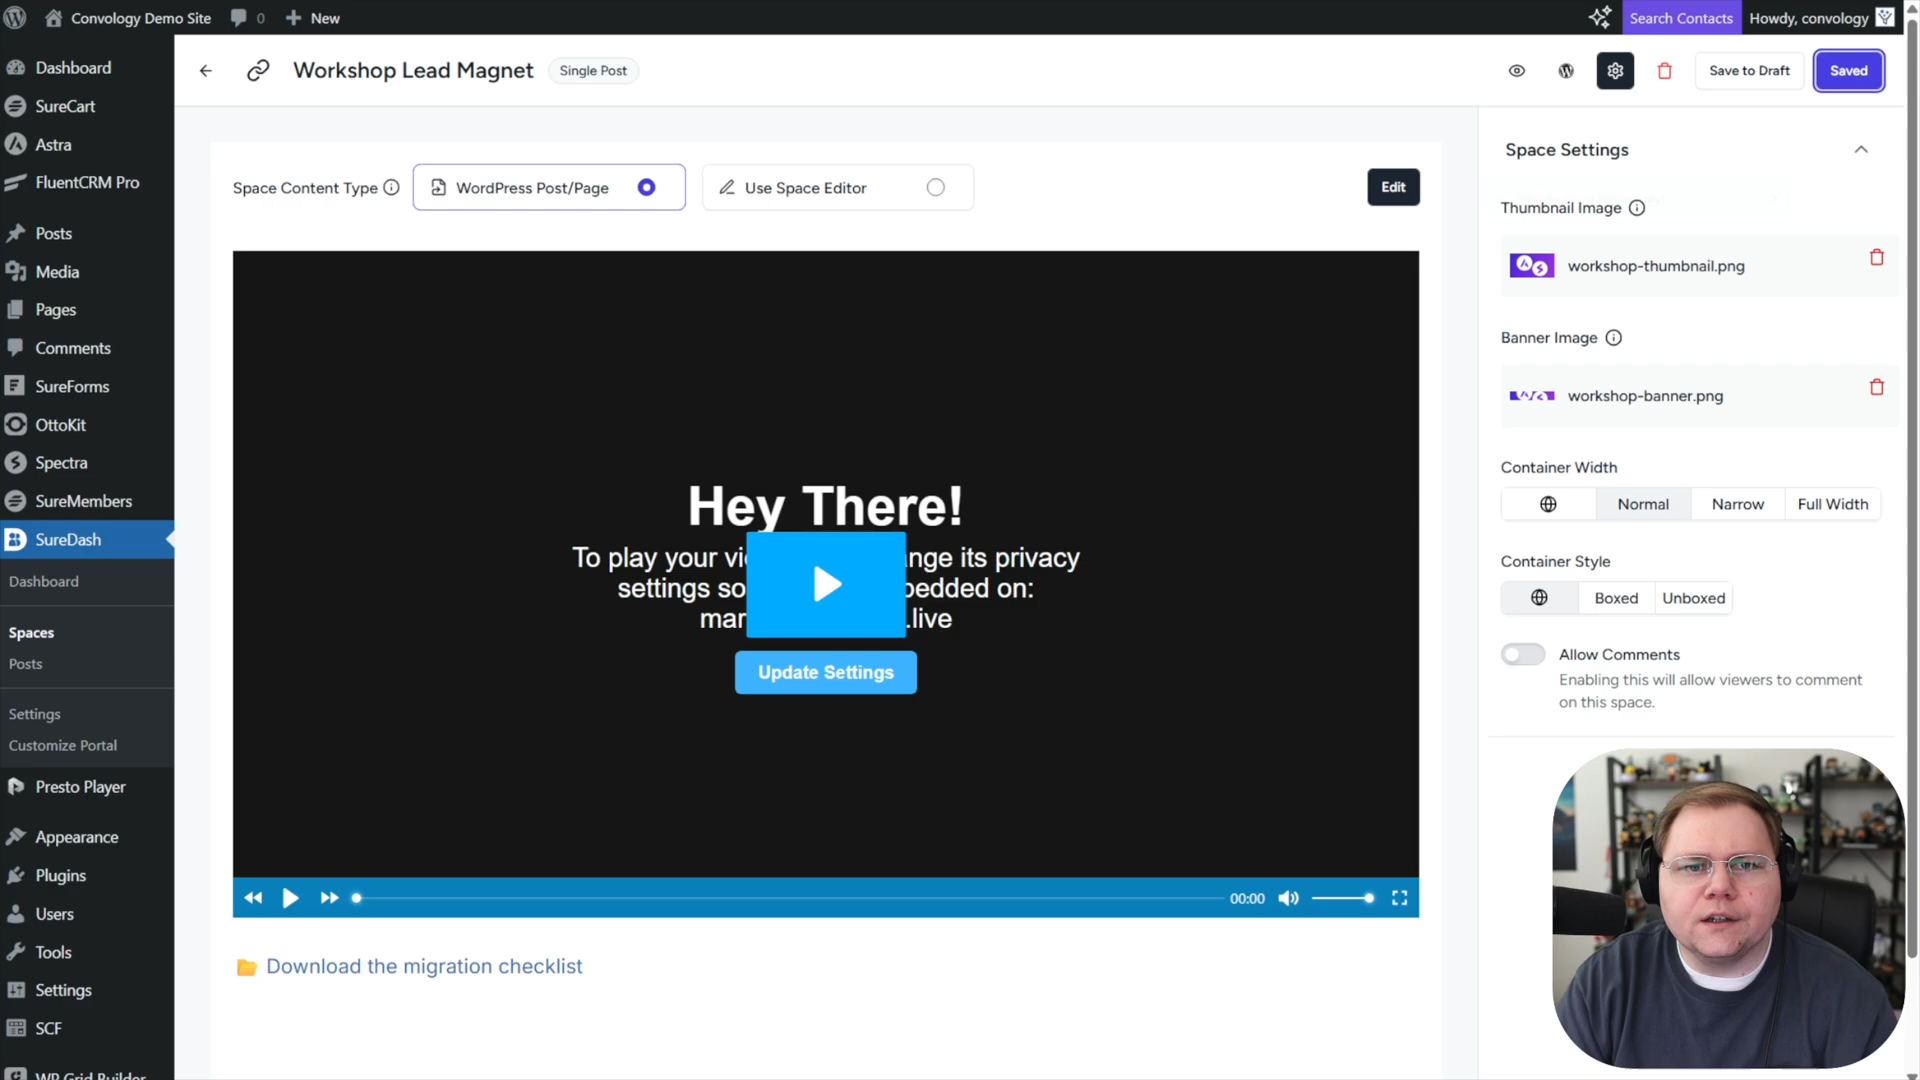 Convology Demo Site
0
New
Search Contacts
Howdy, convology
Dashboard
SureCart
Astra
FluentCRM Pro
Posts
Media
Pages
Comments
SureForms
OttoKit
Spectra
SureMembers
SureDash
Dashboard
Spaces
Posts
Settings
Customize Portal
Presto Player
Appearance
Plugins
Users
Tools
Settings
SCF
WP Grid Builder
Workshop Lead Magnet
Single Post
Save to Draft
Saved
Space Content Type
WordPress Post/Page
Use Space Editor
Edit
Hey There!
To play your vi
nge its privacy
settings so
bedded on:
mar
.live
Update Settings
00:00
Download the migration checklist
Space Settings
Thumbnail Image
workshop-thumbnail.png
Banner Image
workshop-banner.png
Container Width
Normal
Narrow
Full Width
Container Style
Boxed
Unboxed
Allow Comments
Enabling this will allow viewers to comment
on this space.